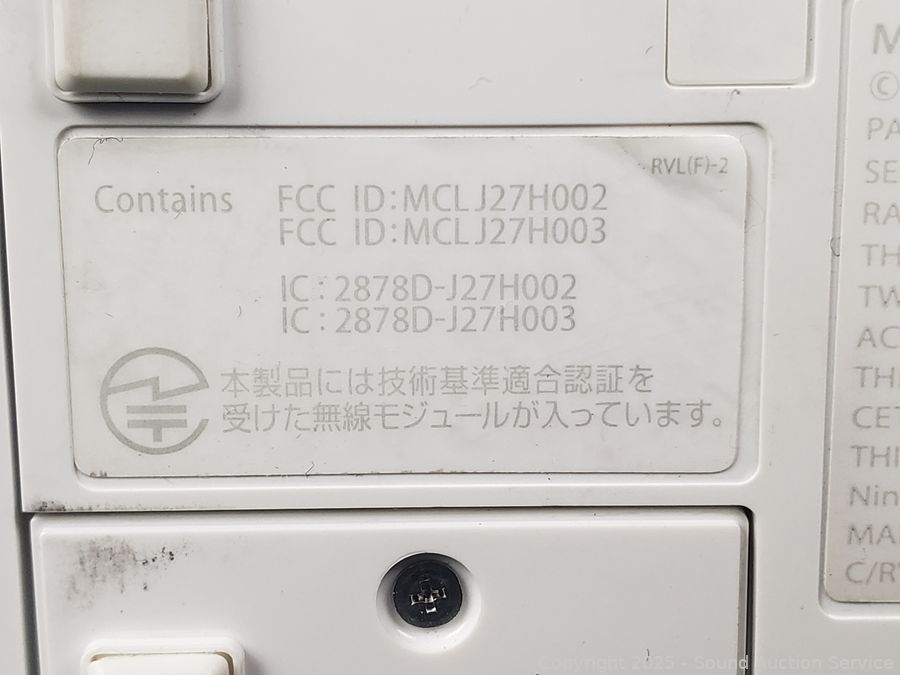 RVL(F)-2
Contains FCC ID:MCLJ27H002
FCC ID:MCLJ27H003
IC:2878D-J27H002
IC:2878D-J27H003
本製品には技術基準適合認証を
受けた無線モジュールが入っています。
M
©
PA
SE
RA
TH
TW
AC
THI
CET
THI
Nin
MA
C/R
Copyright 2025 - Sound Auction Service